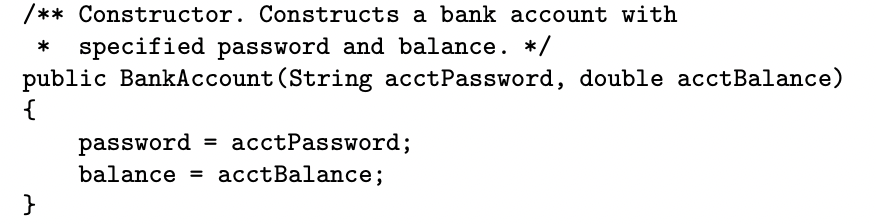 /** Constructor. Constructs a bank account with
 *  specified password and balance. */
public BankAccount(String acctPassword, double acctBalance)
{
    password = acctPassword;
    balance = acctBalance;
}